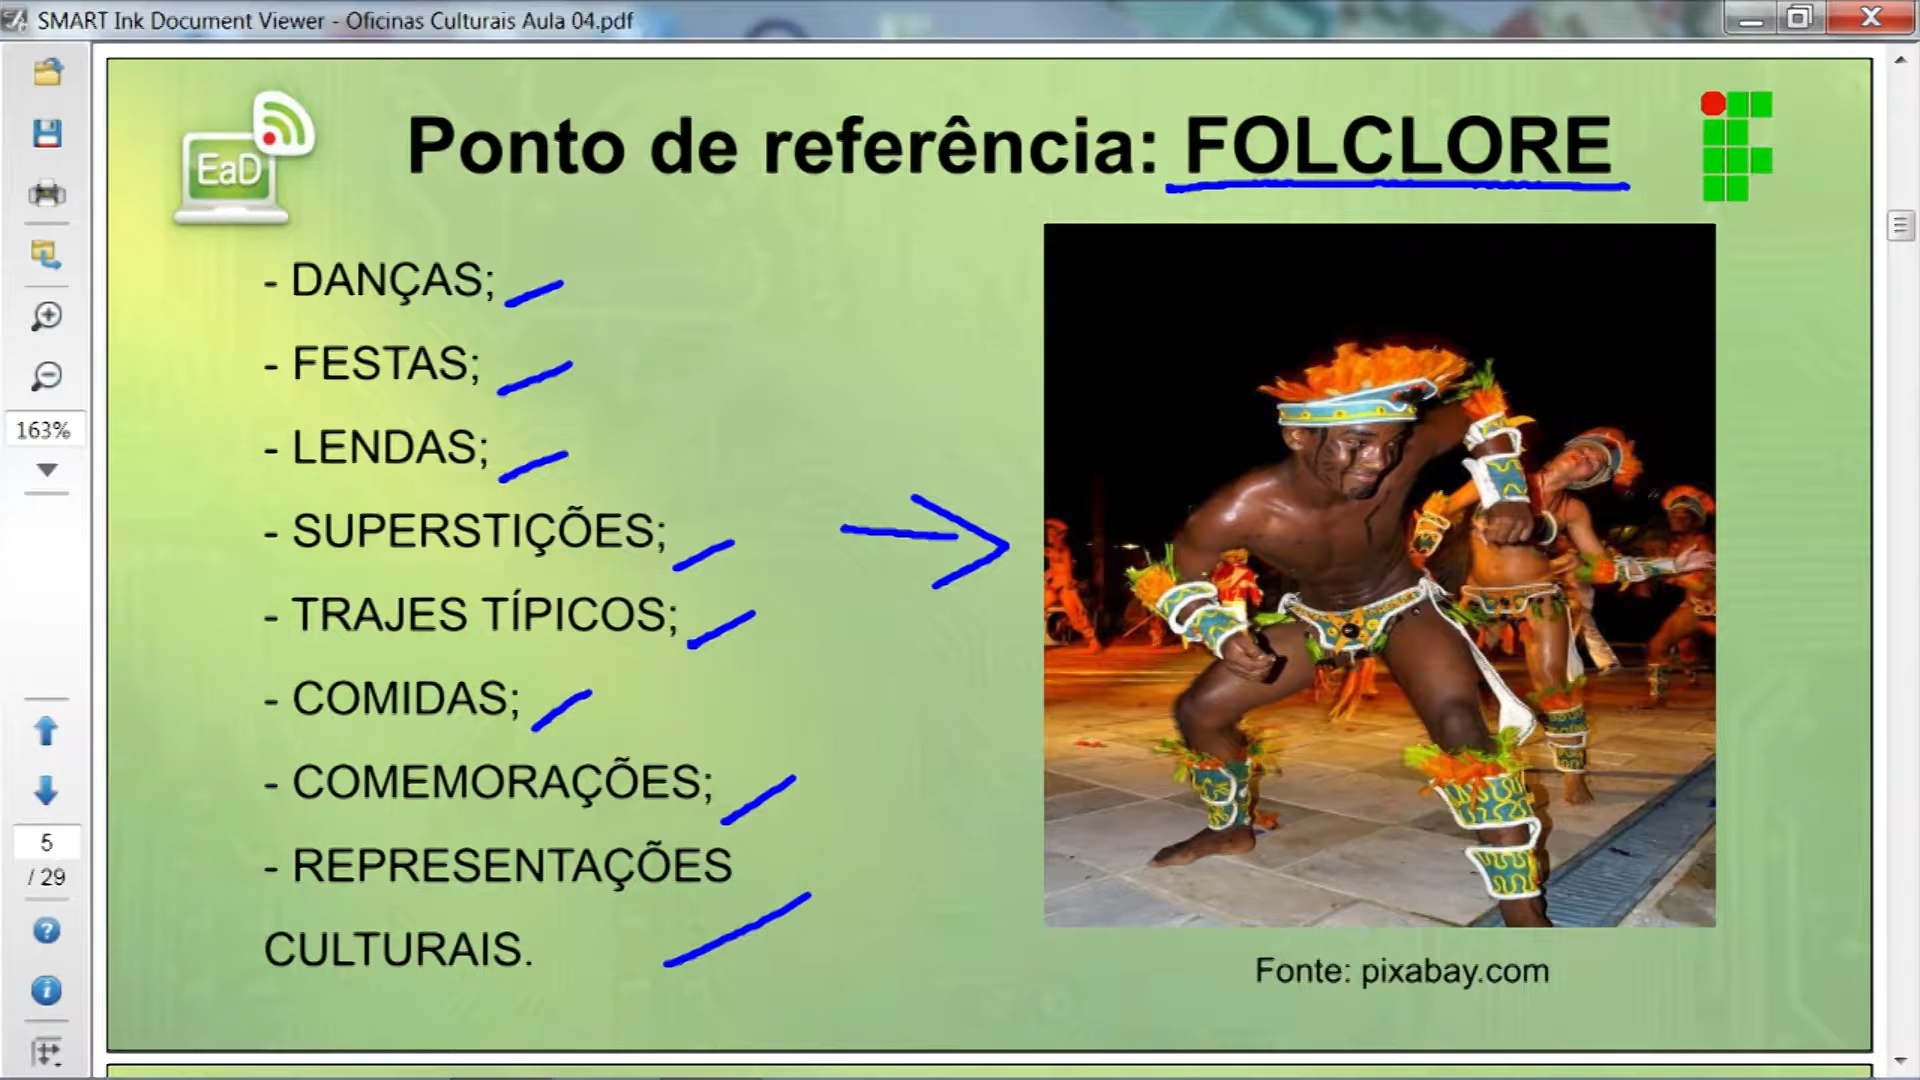 SMART Ink Document Viewer - Oficinas Culturais Aula 04.pdf
EaD
Ponto de referência: FOLCLORE
- DANÇAS;
- FESTAS;
- LENDAS;
- SUPERSTIÇÕES;
- TRAJES TÍPICOS;
- COMIDAS;
- COMEMORAÇÕES;
- REPRESENTAÇÕES
CULTURAIS.
Fonte: pixabay.com
163%
5
/ 29